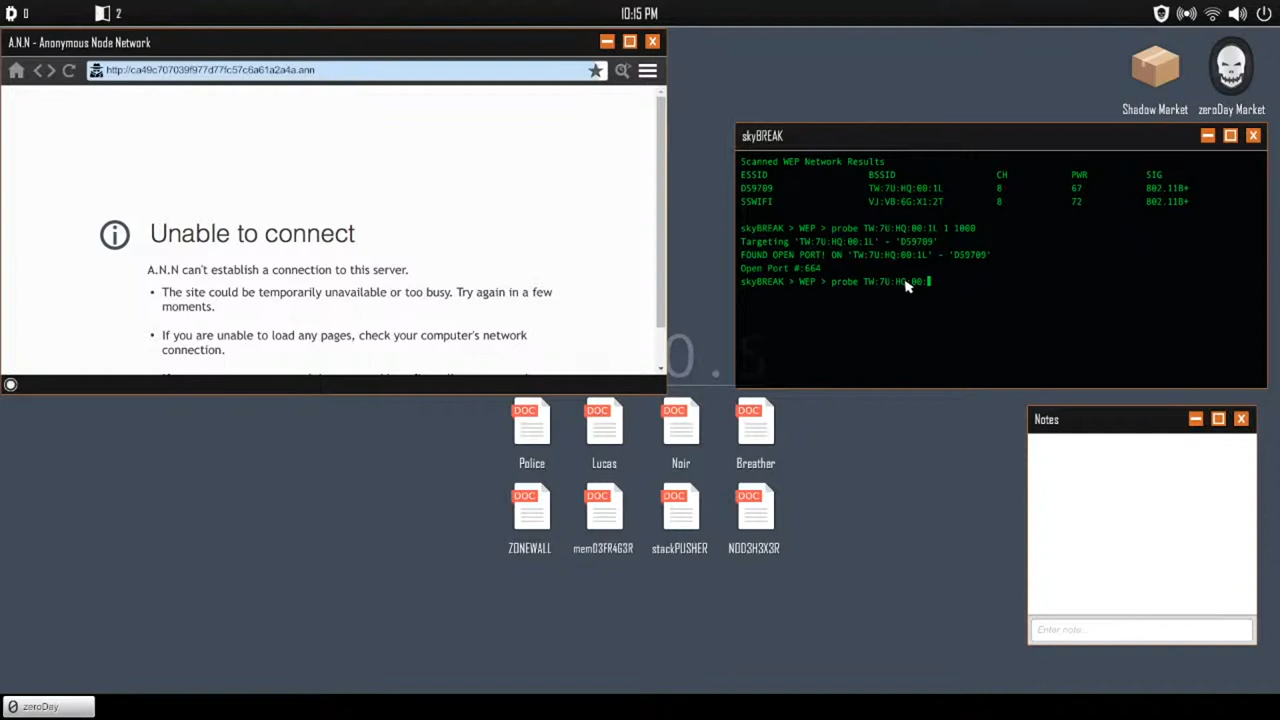 0
2
10:15 PM
A.N.N - Anonymous Node Network
http://ca49c707039f977d77fc57c6a61a2a4a.ann
Unable to connect
A.N.N can't establish a connection to this server.
• The site could be temporarily unavailable or too busy. Try again in a few
moments.
• If you are unable to load any pages, check your computer's network
connection.
Shadow Market
zeroDay Market
skyBREAK
Scanned WEP Network Results
ESSID BSSID CH PWR SIG
DS9709 TW:7U:HQ:00:1L 8 67 802.11B+
SSWIFI VJ:VB:6G:X1:2T 8 72 802.11B+
skyBREAK > WEP > probe TW:7U:HQ:00:1L 1 1000
Targeting 'TW:7U:HQ:00:1L' - 'DS9709'
FOUND OPEN PORT! ON 'TW:7U:HQ:00:1L' - 'DS9709'
Open Port #:664
skyBREAK > WEP > probe TW:7U:HQ:00:
DOC DOC DOC DOC
Police Lucas Noir Breather
DOC DOC DOC DOC
ZONEWALL memD3FR4G3R stackPUSHER NOD3H3X3R
Notes
Enter note...
zeroDay